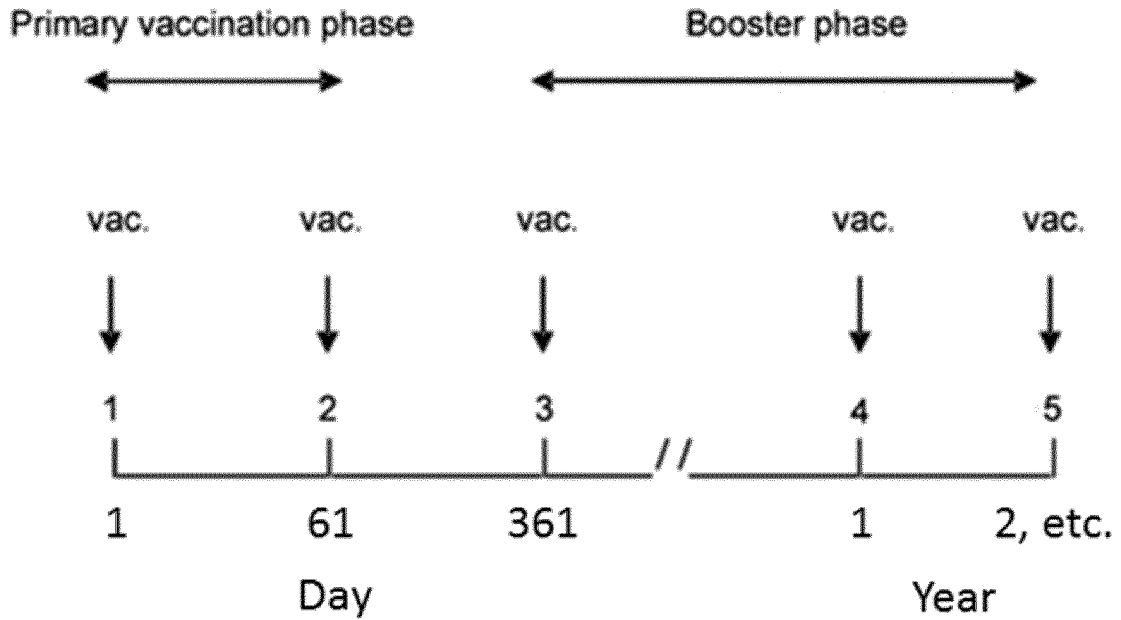 Primary vaccination phase Booster phase
vac. vac. vac. vac. vac.
1 2 3 // 4 5
1 61 361 1 2, etc.
Day Year